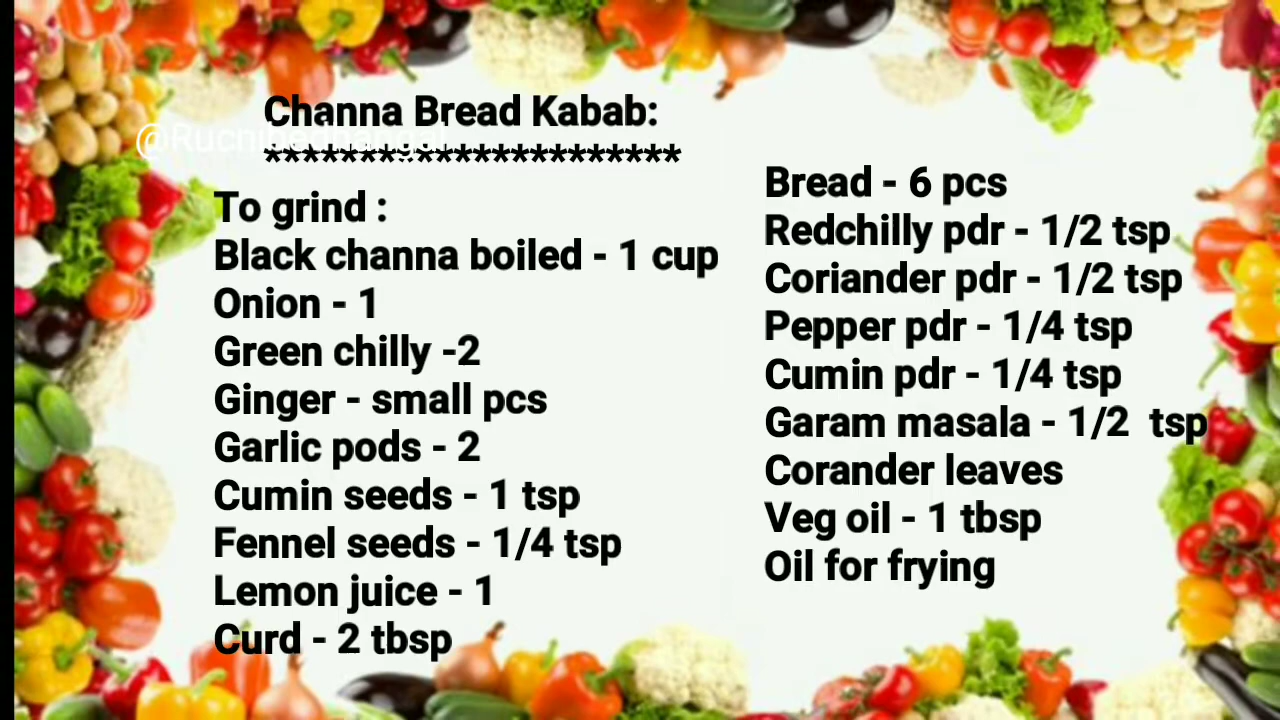 Channa Bread Kabab:
**********************
To grind :
Black channa boiled - 1 cup
Onion - 1
Green chilly -2
Ginger - small pcs
Garlic pods - 2
Cumin seeds - 1 tsp
Fennel seeds - 1/4 tsp
Lemon juice - 1
Curd - 2 tbsp
Bread - 6 pcs
Redchilly pdr - 1/2 tsp
Coriander pdr - 1/2 tsp
Pepper pdr - 1/4 tsp
Cumin pdr - 1/4 tsp
Garam masala - 1/2  tsp
Corander leaves
Veg oil - 1 tbsp
Oil for frying